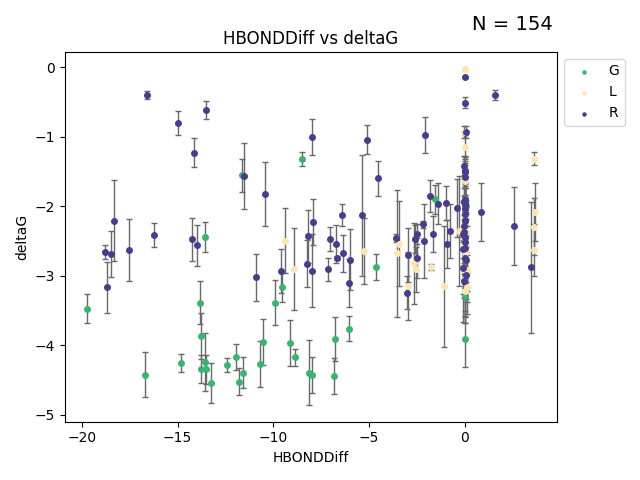 N = 154
HBONDDiff vs deltaG
G
L
R
deltaG
0
−1
−2
−3
−4
−5
−20 −15 −10 −5 0
HBONDDiff